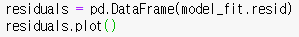 residuals = pd.DataFrame(model_fit.resid)
residuals.plot()